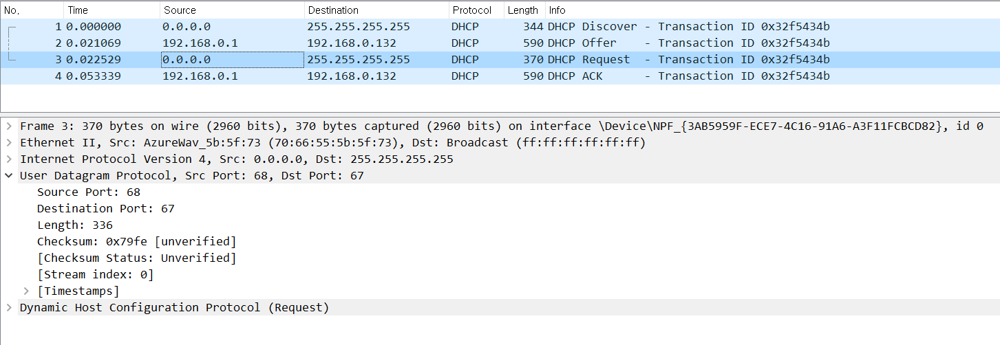 No. Time Source Destination Protocol Length Info
1 0.000000 0.0.0.0 255.255.255.255 DHCP 344 DHCP Discover - Transaction ID 0x32f5434b
2 0.021069 192.168.0.1 192.168.0.132 DHCP 590 DHCP Offer - Transaction ID 0x32f5434b
3 0.022529 0.0.0.0 255.255.255.255 DHCP 370 DHCP Request - Transaction ID 0x32f5434b
4 0.053339 192.168.0.1 192.168.0.132 DHCP 590 DHCP ACK - Transaction ID 0x32f5434b
Frame 3: 370 bytes on wire (2960 bits), 370 bytes captured (2960 bits) on interface \Device\NPF_{3AB5959F-ECE7-4C16-91A6-A3F11FCBCD82}, id 0
Ethernet II, Src: AzureWav_5b:5f:73 (70:66:55:5b:5f:73), Dst: Broadcast (ff:ff:ff:ff:ff:ff)
Internet Protocol Version 4, Src: 0.0.0.0, Dst: 255.255.255.255
User Datagram Protocol, Src Port: 68, Dst Port: 67
Source Port: 68
Destination Port: 67
Length: 336
Checksum: 0x79fe [unverified]
[Checksum Status: Unverified]
[Stream index: 0]
[Timestamps]
Dynamic Host Configuration Protocol (Request)